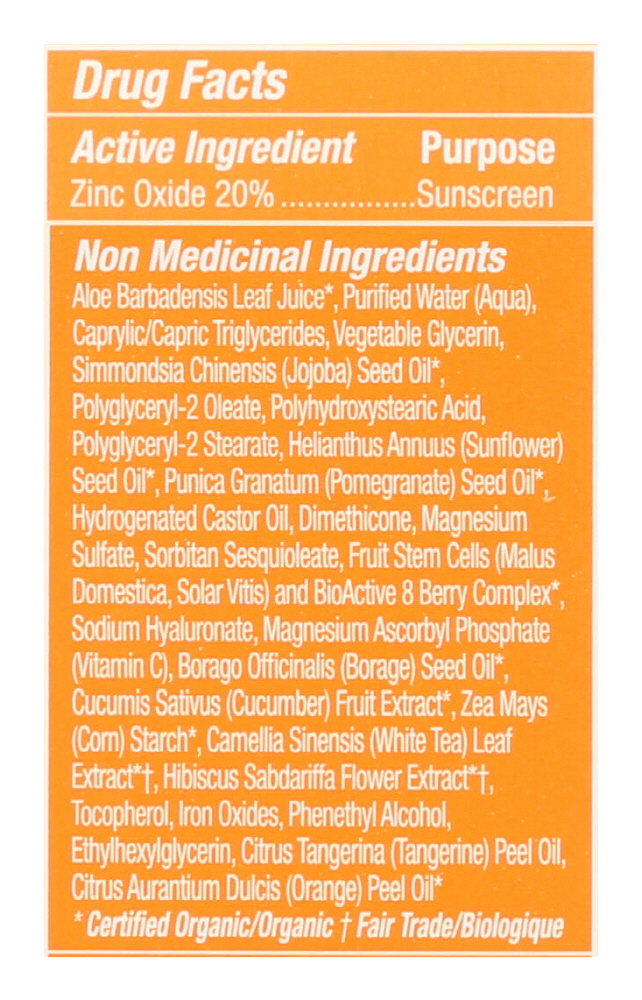 Drug Facts
Active Ingredient Purpose
Zinc Oxide 20% ................Sunscreen
Non Medicinal Ingredients
Aloe Barbadensis Leaf Juice*, Purified Water (Aqua),
Caprylic/Capric Triglycerides, Vegetable Glycerin,
Simmondsia Chinensis (Jojoba) Seed Oil*,
Polyglyceryl-2 Oleate, Polyhydroxystearic Acid,
Polyglyceryl-2 Stearate, Helianthus Annuus (Sunflower)
Seed Oil*, Punica Granatum (Pomegranate) Seed Oil*,
Hydrogenated Castor Oil, Dimethicone, Magnesium
Sulfate, Sorbitan Sesquioleate, Fruit Stem Cells (Malus
Domestica, Solar Vitis) and BioActive 8 Berry Complex*,
Sodium Hyaluronate, Magnesium Ascorbyl Phosphate
(Vitamin C), Borago Officinalis (Borage) Seed Oil*,
Cucumis Sativus (Cucumber) Fruit Extract*, Zea Mays
(Corn) Starch*, Camellia Sinensis (White Tea) Leaf
Extract*†, Hibiscus Sabdariffa Flower Extract*†,
Tocopherol, Iron Oxides, Phenethyl Alcohol,
Ethylhexylglycerin, Citrus Tangerina (Tangerine) Peel Oil,
Citrus Aurantium Dulcis (Orange) Peel Oil*
* Certified Organic/Organic † Fair Trade/Biologique